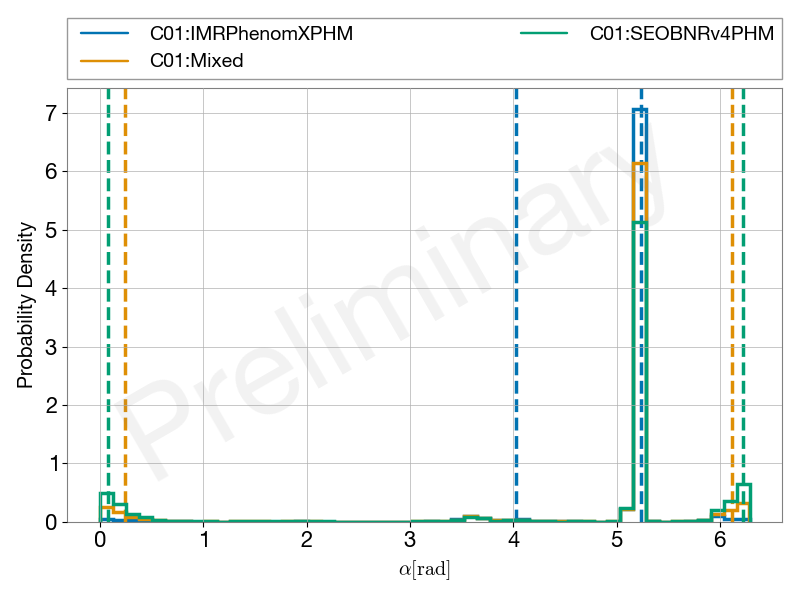 C01:IMRPhenomXPHM
C01:SEOBNRv4PHM
C01:Mixed
7
6
5
4
3
2
1
0
Probability Density
Preliminary
0 1 2 3 4 5 6
α[rad]